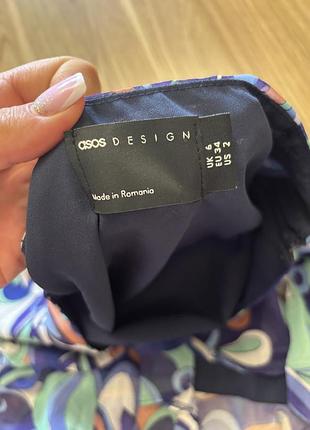 asos DESIGN
Made in Romania
UK 6
EU 34
US 2